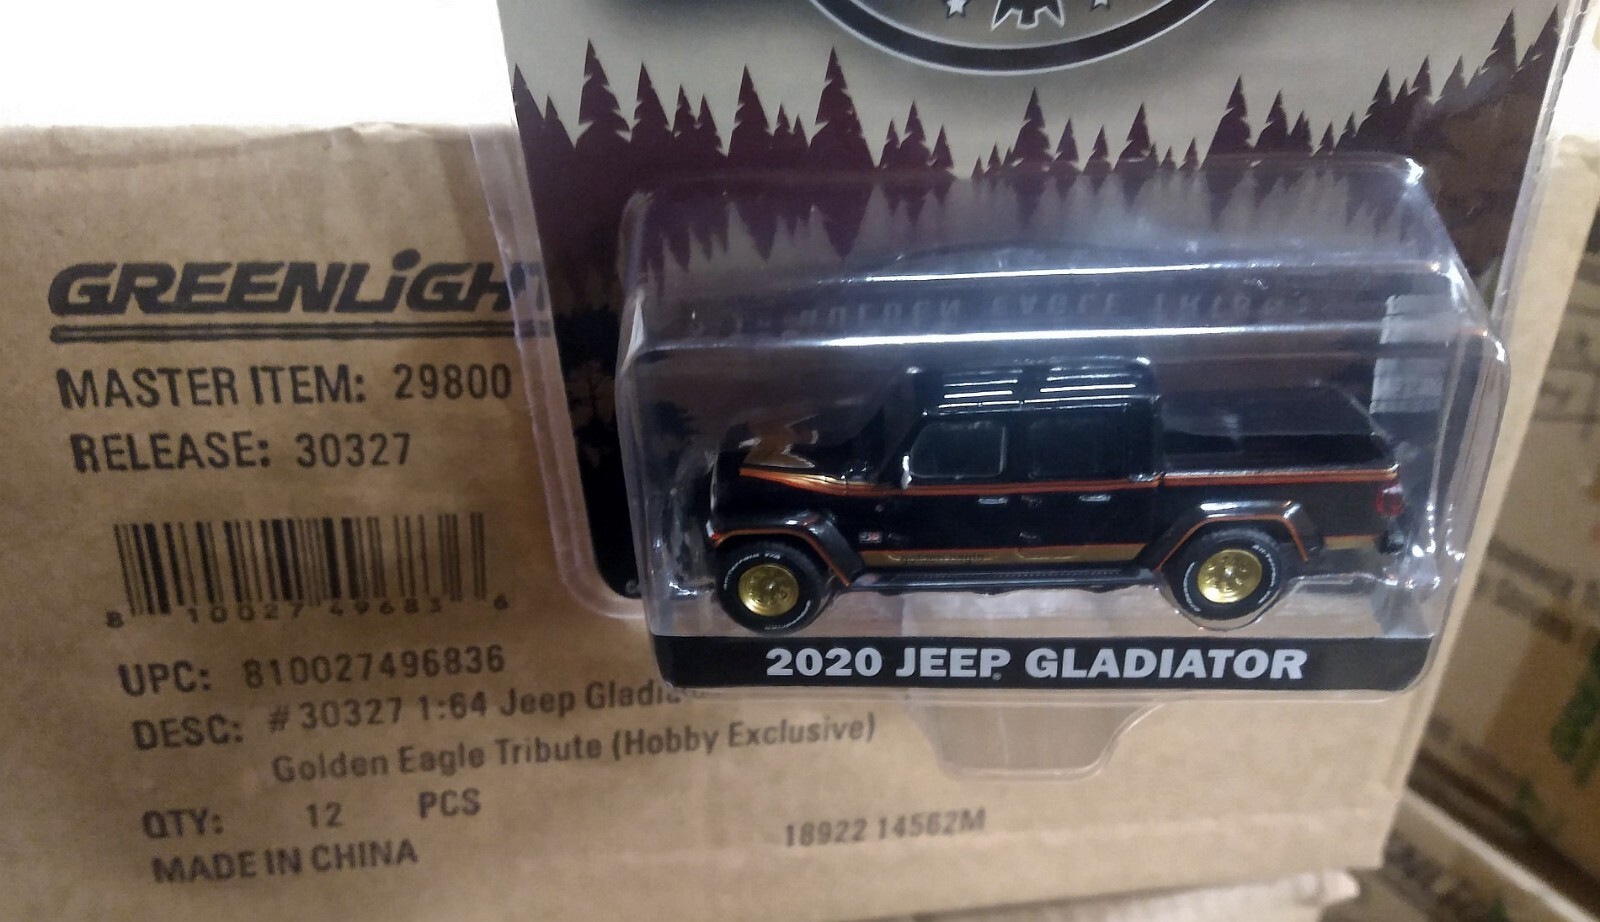 GREENLIGH
MASTER ITEM: 29800
RELEASE: 30327
8 10027 49683 6
UPC: 810027496836
DESC: #30327 1:64 Jeep Gladi
Golden Eagle Tribute (Hobby Exclusive)
QTY: 12 PCS
MADE IN CHINA
18922 14562M
2020 JEEP GLADIATOR